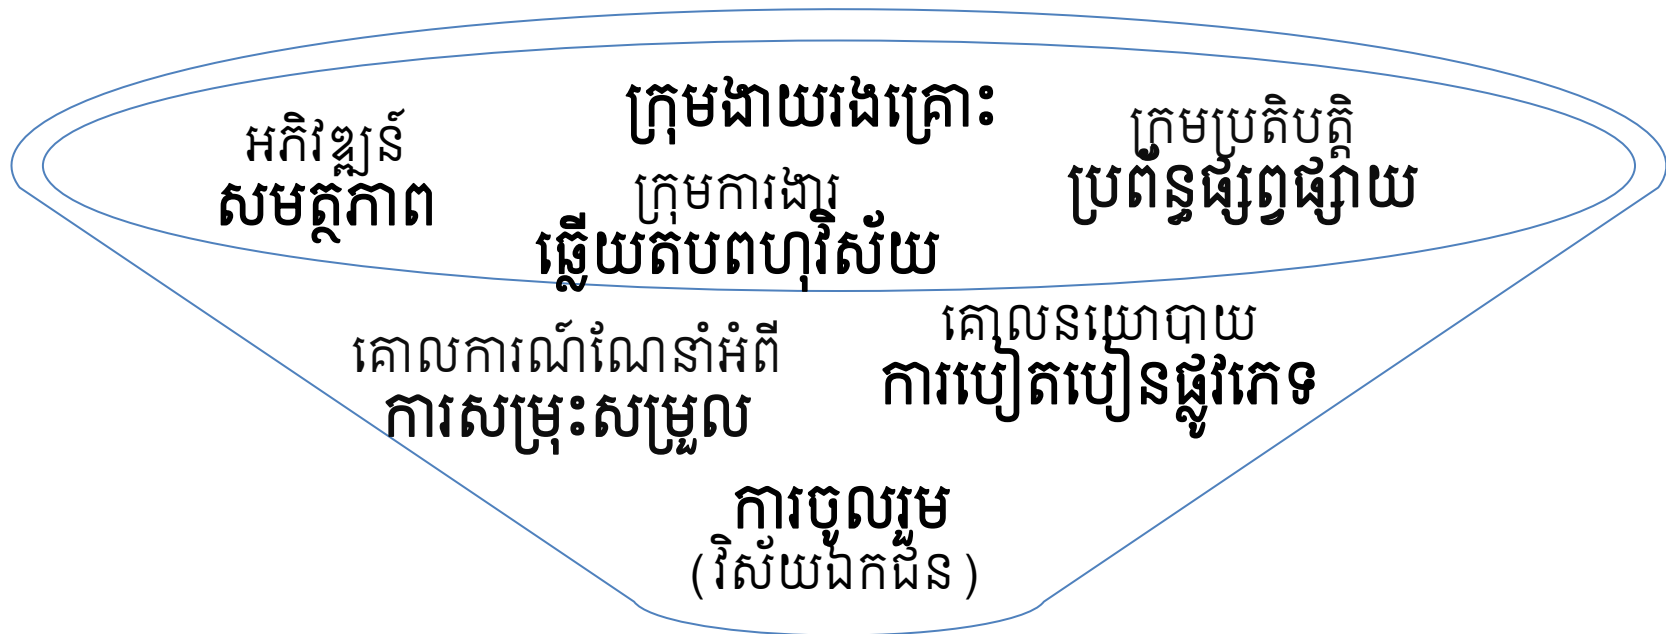 អភិវឌ្ឍន៍
សមត្ថភាព
ក្រុមងាយរងគ្រោះ
ក្រុមការងារ
ឆ្លើយតបពហុវិស័យ
ក្រុមប្រតិបត្តិ
ប្រព័ន្ធផ្សព្វផ្សាយ
គោលការណ៍ណែនាំអំពី
ការសម្រុះសម្រួល
គោលនយោបាយ
ការបៀតបៀនផ្លូវភេទ
ការចូលរួម
(វិស័យឯកជន)